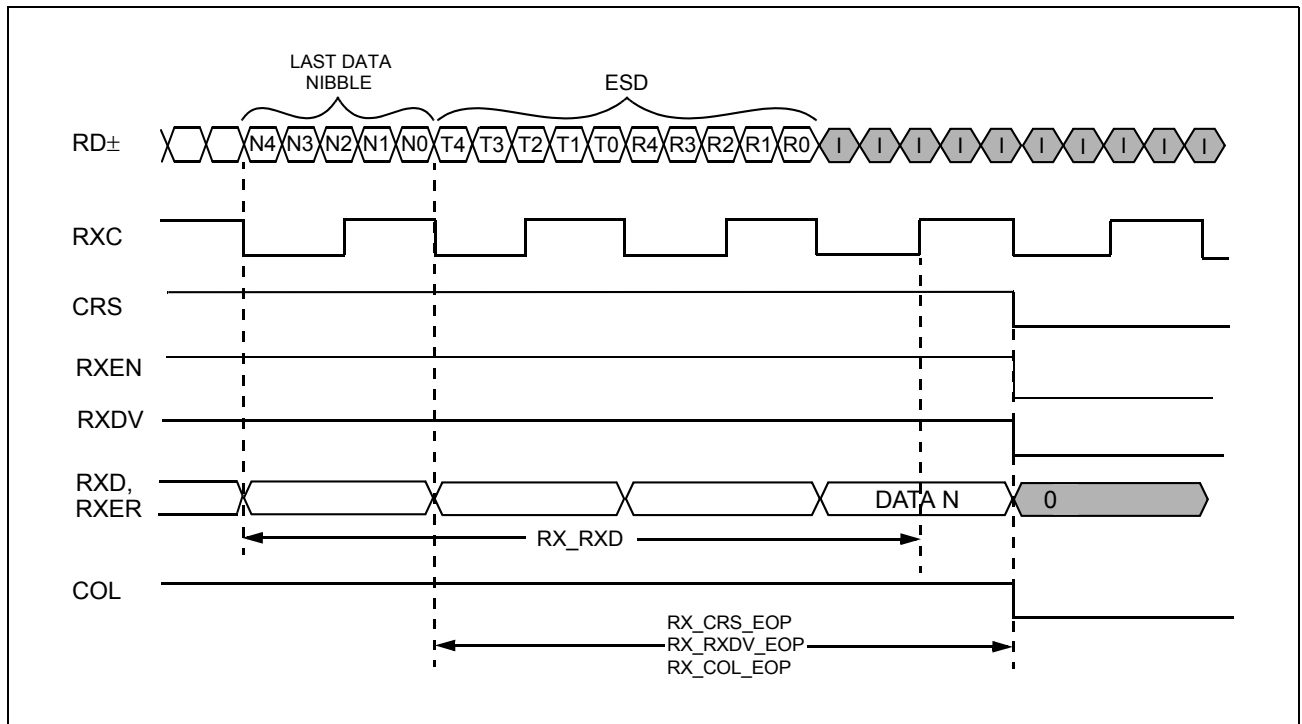 LAST DATA
NIBBLE
ESD
RD±
N4 N3 N2 N1 N0 T4 T3 T2 T1 T0 R4 R3 R2 R1 R0 I I I I I I I I I I
RXC
CRS
RXEN
RXDV
RXD,
RXER
DATA N
0
RX_RXD
COL
RX_CRS_EOP
RX_RXDV_EOP
RX_COL_EOP